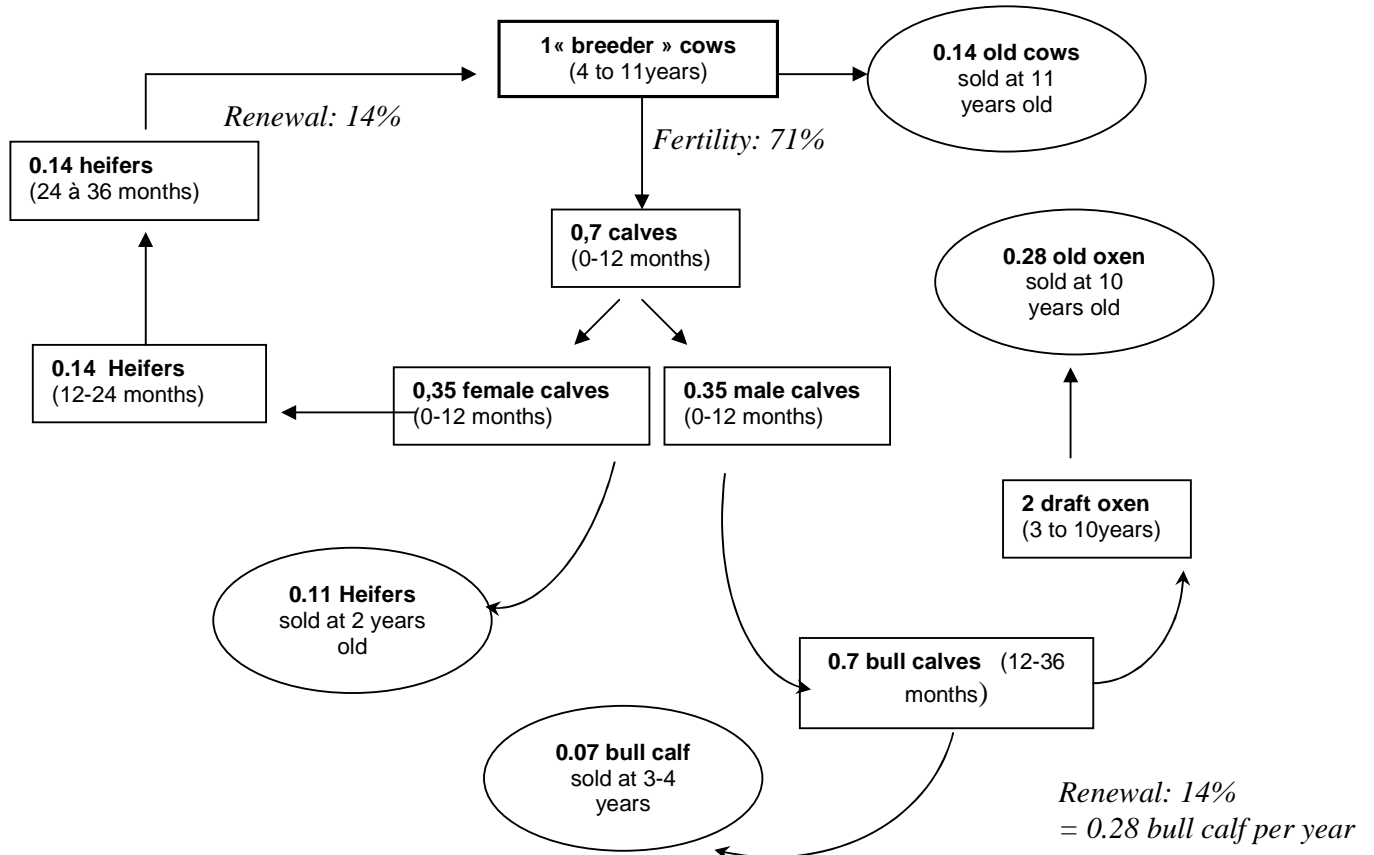 1« breeder » cows
(4 to 11years)
0.14 old cows
sold at 11
years old
Renewal: 14%
Fertility: 71%
0.14 heifers
(24 à 36 months)
0,7 calves
(0-12 months)
0.28 old oxen
sold at 10
years old
0.14 Heifers
(12-24 months)
0,35 female calves
(0-12 months)
0.35 male calves
(0-12 months)
2 draft oxen
(3 to 10years)
0.11 Heifers
sold at 2 years
old
0.7 bull calves (12-36
months)
0.07 bull calf
sold at 3-4
years
Renewal: 14%
= 0.28 bull calf per year